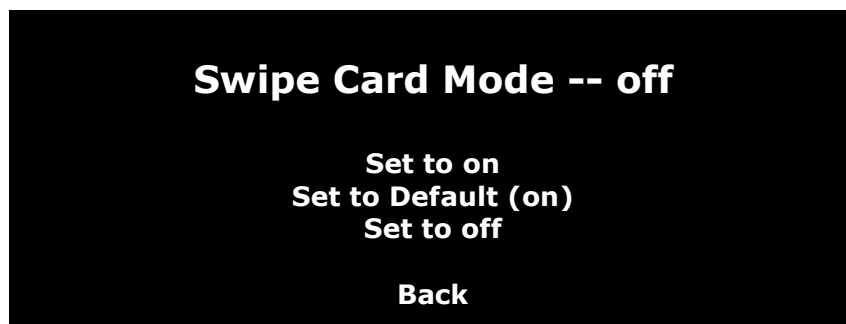 Swipe Card Mode -- off
Set to on
Set to Default (on)
Set to off
Back